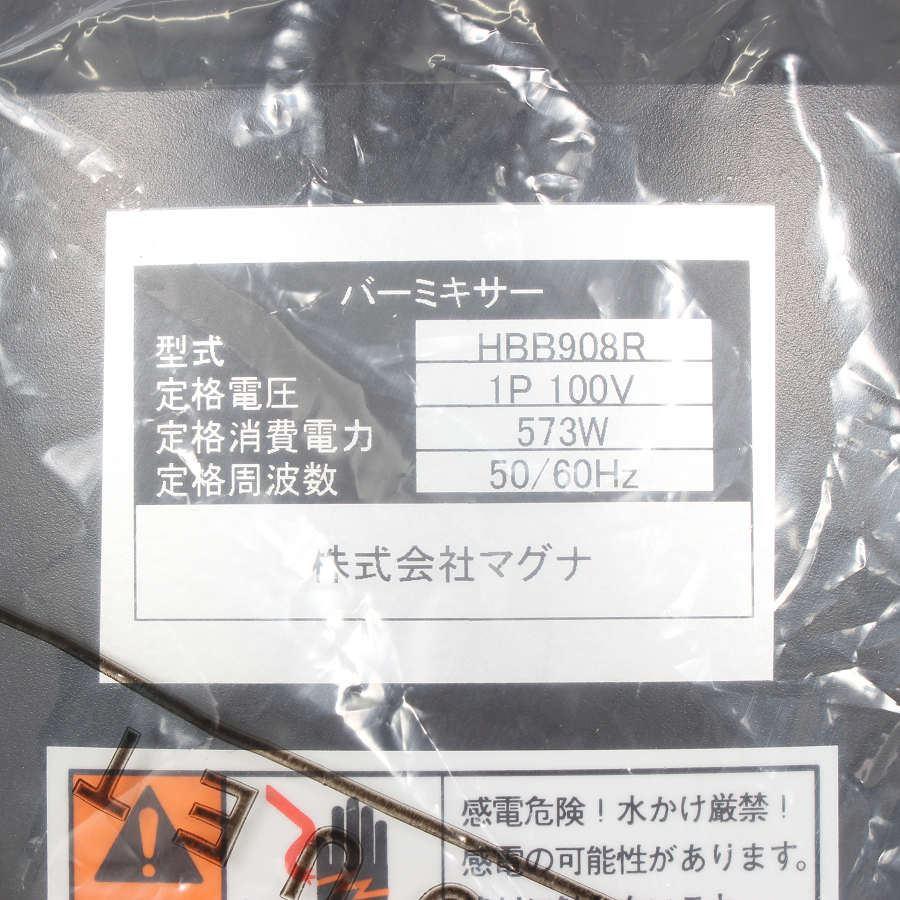 バーミキサー
型式 HBB908R
定格電圧 1P 100V
定格消費電力 573W
定格周波数 50/60Hz
株式会社マグナ
感電危険！水かけ厳禁！
感電の可能性があります。